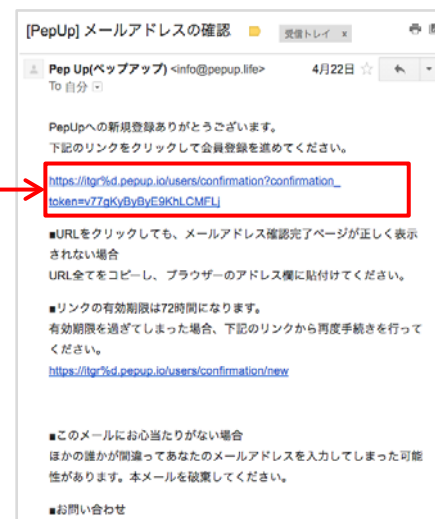 [PepUp] メールアドレスの確認
受信トレイ x
Pep Up(ペップアップ) <info@pepup.life>
4月22日
To 自分
PepUpへの新規登録ありがとうございます。
下記のリンクをクリックして会員登録を進めてください。
https://itgr%d.pepup.io/users/confirmation?confirmation_
token=v77gKyByByE9KhLCMFLj
■URLをクリックしても、メールアドレス確認完了ページが正しく表示
されない場合
URL全てをコピーし、ブラウザーのアドレス欄に貼付けてください。
■リンクの有効期限は72時間になります。
有効期限を過ぎてしまった場合、下記のリンクから再度手続きを行って
ください。
https://itgr%d.pepup.io/users/confirmation/new
■このメールにお心当たりがない場合
ほかの誰かが間違ってあなたのメールアドレスを入力してしまった可能
性があります。本メールを破棄してください。
■お問い合わせ